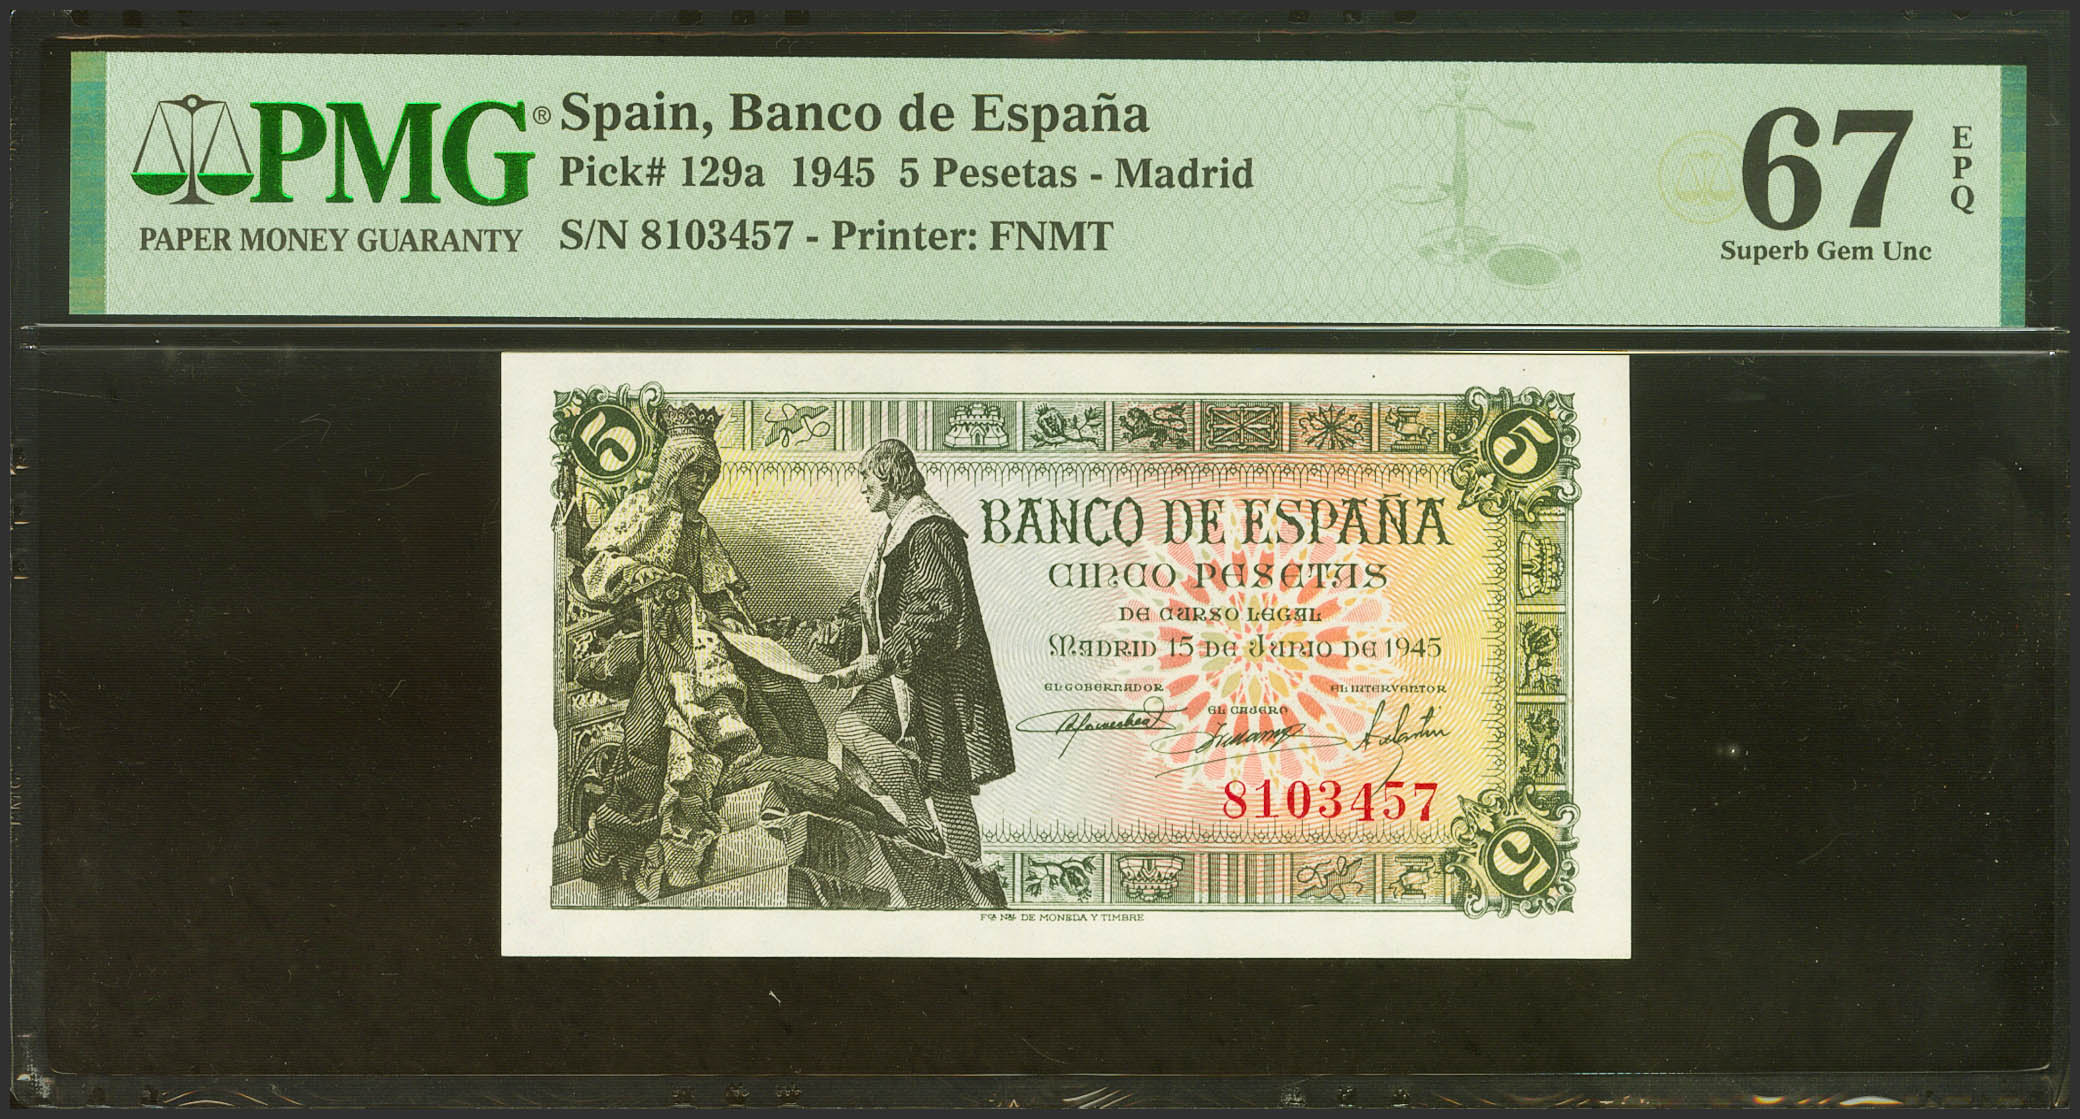 PMG®
PAPER MONEY GUARANTY
Spain, Banco de España
Pick# 129a 1945 5 Pesetas - Madrid
S/N 8103457 - Printer: FNMT
67
EPQ
Superb Gem Unc
5
5
BANCO DE ESPAÑA
CINCO PESETAS
DE CURSO LEGAL
MADRID 15 DE JUNIO DE 1945
EL GOBERNADOR
EL INTERVENTOR
EL CAJERO
8103457
5
Fca. Nal. DE MONEDA Y TIMBRE